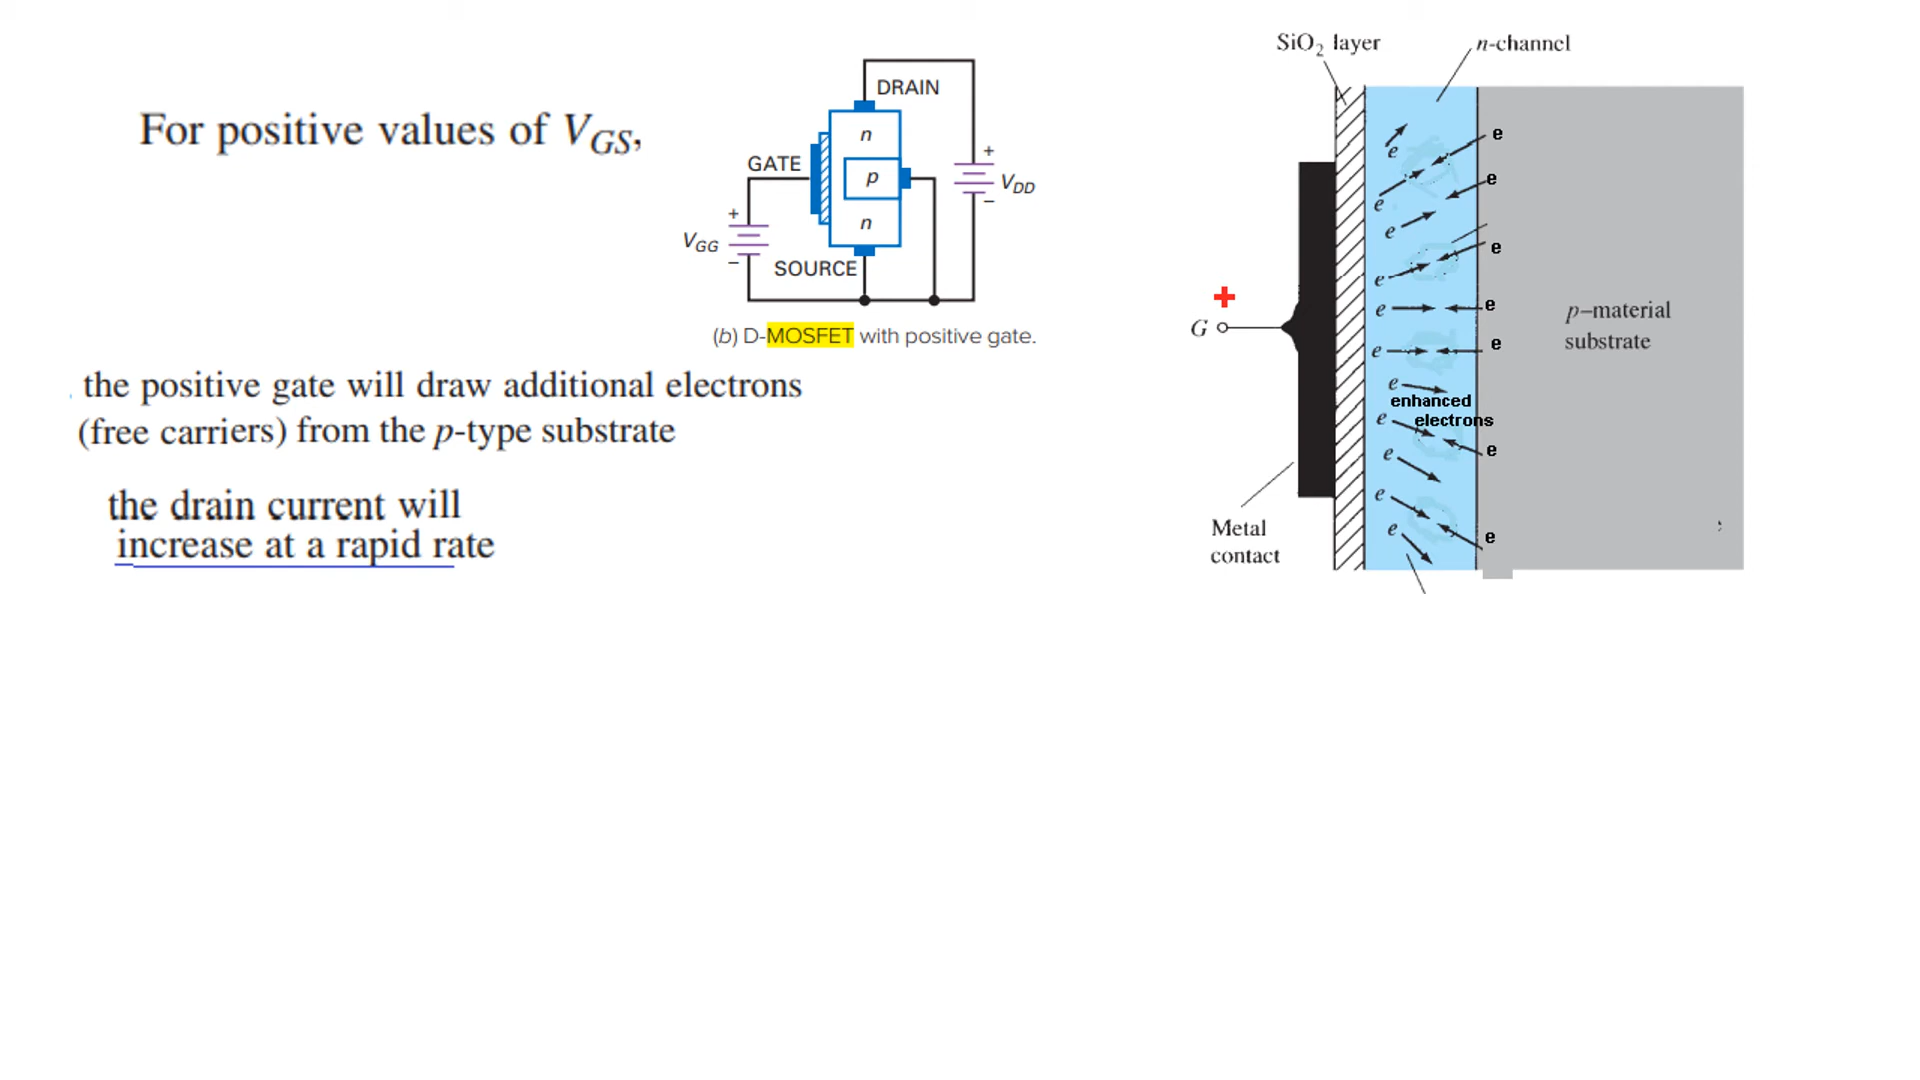 For positive values of VGS,
DRAIN
n
GATE
p
+
VDD
−
+
n
VGG
−
SOURCE
(b) D-MOSFET with positive gate.
the positive gate will draw additional electrons
(free carriers) from the p-type substrate
the drain current will
increase at a rapid rate
SiO2 layer
n-channel
e
e
e
e
e
e
e
e
+
e
e
G
p–material
substrate
e
e
e
enhanced
e
electrons
e
e
e
e
e
Metal
contact